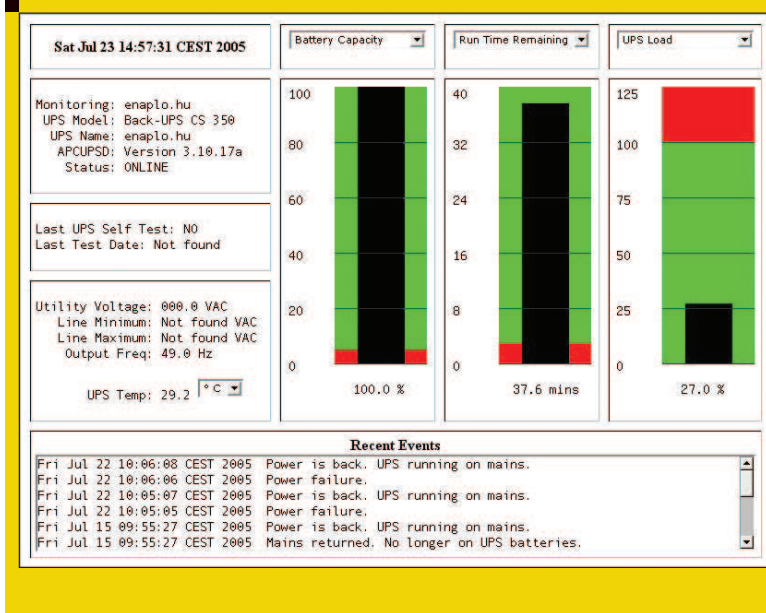 Sat Jul 23 14:57:31 CEST 2005
Monitoring: enaplo.hu
UPS Model: Back-UPS CS 350
UPS Name: enaplo.hu
APCUPSD: Version 3.10.17a
Status: ONLINE
Last UPS Self Test: NO
Last Test Date: Not found
Utility Voltage: 000.0 VAC
Line Minimum: Not found VAC
Line Maximum: Not found VAC
Output Freq: 49.0 Hz
UPS Temp: 29.2 °C
Battery Capacity
100
80
60
40
20
0
100.0 %
Run Time Remaining
40
32
24
16
8
0
37.6 mins
UPS Load
125
100
75
50
25
0
27.0 %
Recent Events
Fri Jul 22 10:06:08 CEST 2005 Power is back. UPS running on mains.
Fri Jul 22 10:06:06 CEST 2005 Power failure.
Fri Jul 22 10:05:07 CEST 2005 Power is back. UPS running on mains.
Fri Jul 22 10:05:05 CEST 2005 Power failure.
Fri Jul 15 09:55:27 CEST 2005 Power is back. UPS running on mains.
Fri Jul 15 09:55:27 CEST 2005 Mains returned. No longer on UPS batteries.